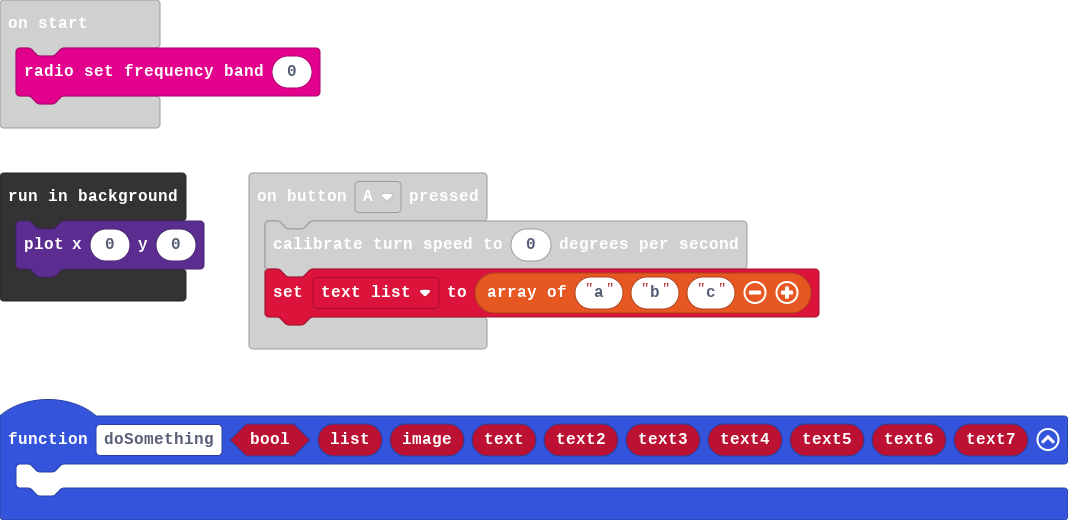 on start
radio set frequency band 0
run in background
plot x 0 y 0
on button A pressed
calibrate turn speed to 0 degrees per second
set text list to array of "a" "b" "c"
function doSomething bool list image text text2 text3 text4 text5 text6 text7